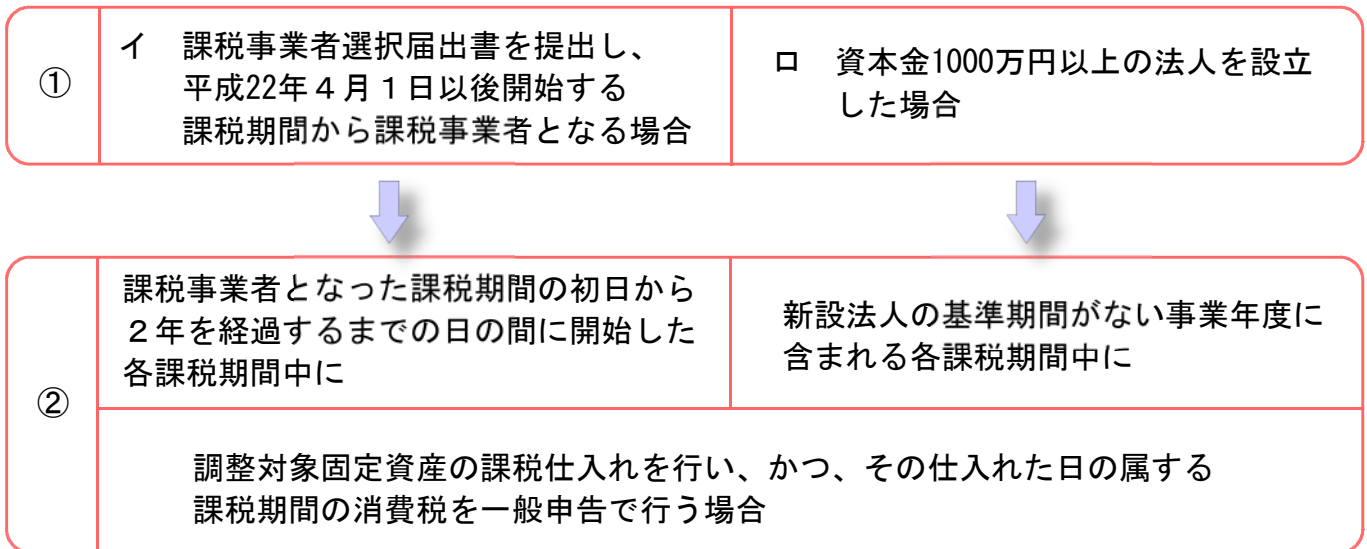 ①
イ 課税事業者選択届出書を提出し、
平成22年４月１日以後開始する
課税期間から課税事業者となる場合
ロ 資本金1000万円以上の法人を設立
した場合
②
課税事業者となった課税期間の初日から
２年を経過するまでの日の間に開始した
各課税期間中に
新設法人の基準期間がない事業年度に
含まれる各課税期間中に
調整対象固定資産の課税仕入れを行い、かつ、その仕入れた日の属する
課税期間の消費税を一般申告で行う場合